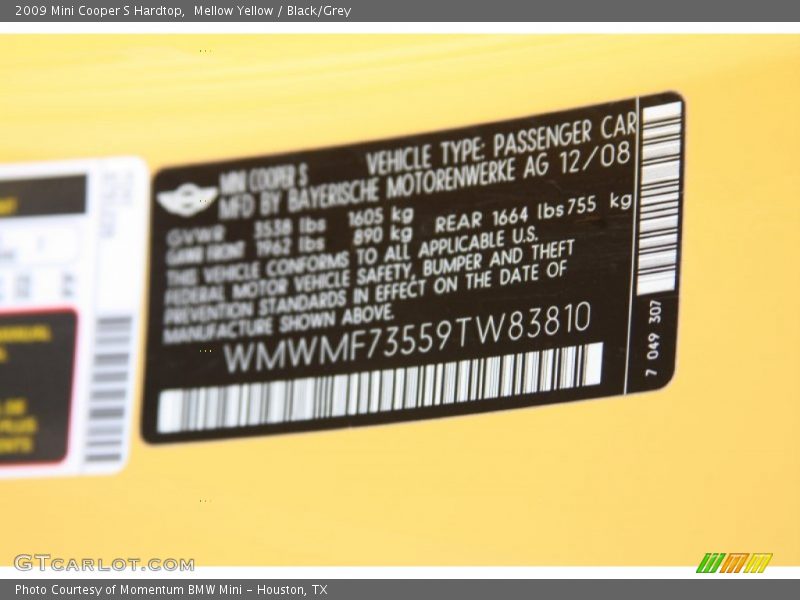 2009 Mini Cooper S Hardtop,  Mellow Yellow / Black/Grey
MINI COOPER S VEHICLE TYPE: PASSENGER CAR
MFD BY BAYERISCHE MOTORENWERKE AG 12/08
GVWR 3538 lbs 1605 kg
GAWR FRONT 1962 lbs 890 kg REAR 1664 lbs 755 kg
THIS VEHICLE CONFORMS TO ALL APPLICABLE U.S.
FEDERAL MOTOR VEHICLE SAFETY, BUMPER AND THEFT
PREVENTION STANDARDS IN EFFECT ON THE DATE OF
MANUFACTURE SHOWN ABOVE.
WMWMF73559TW83810
7 049 307
GTCARLOT.COM
Photo Courtesy of Momentum BMW Mini - Houston, TX